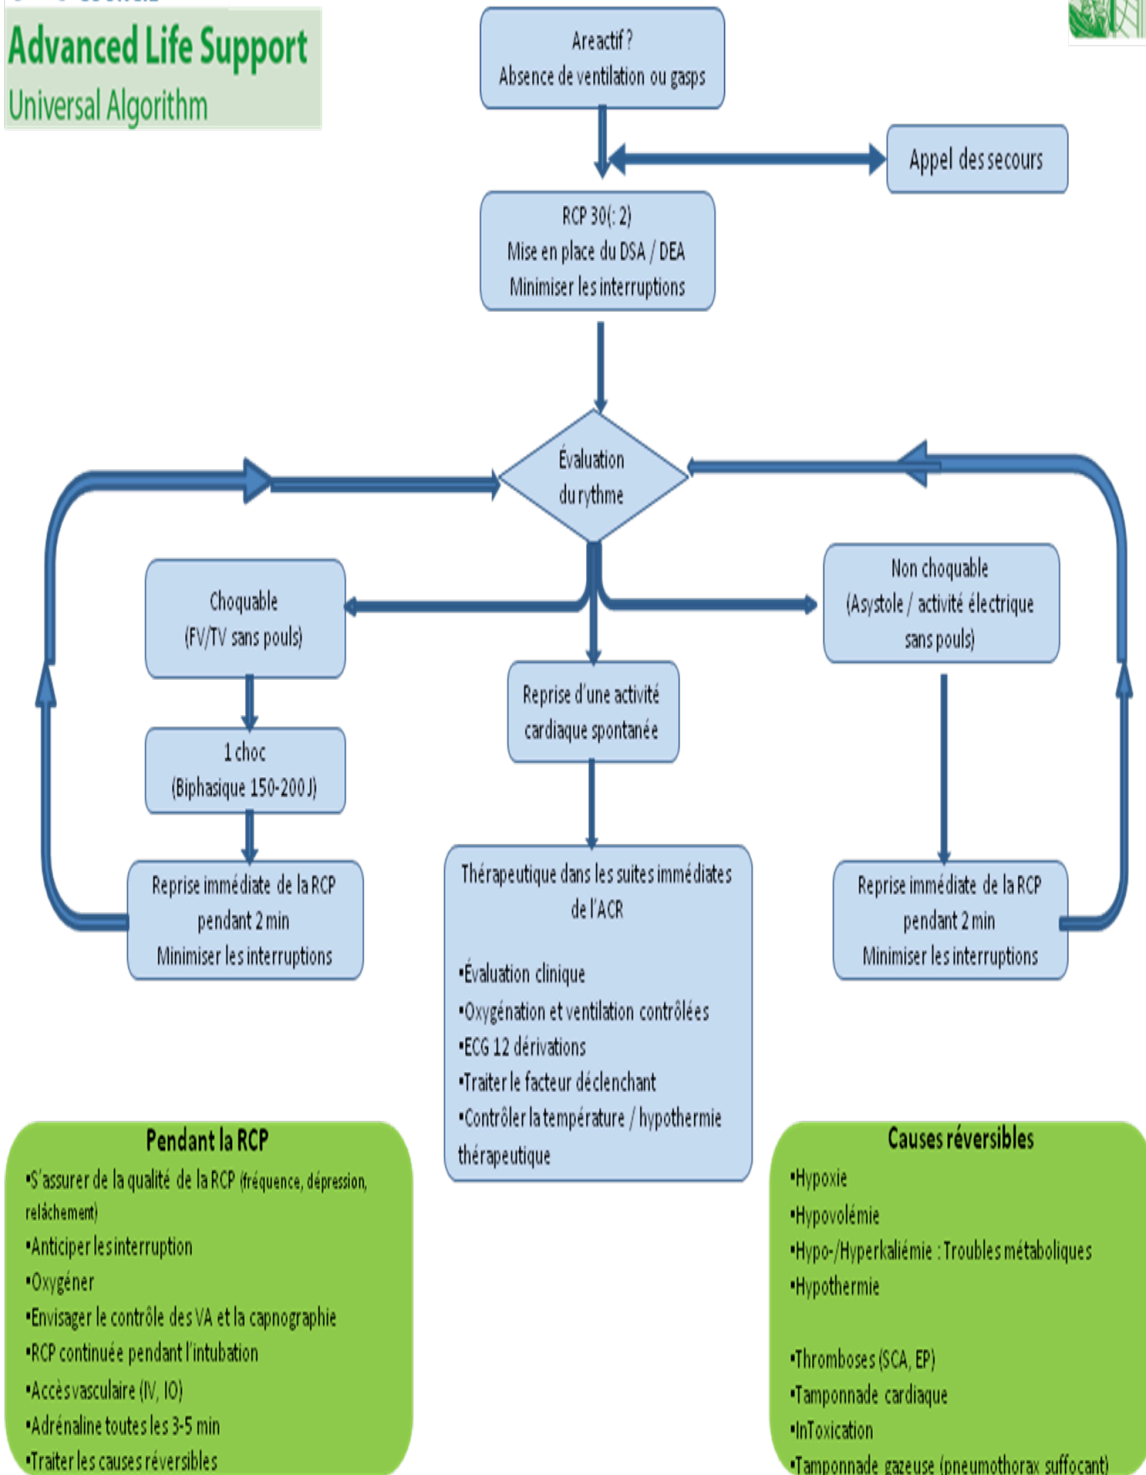 Advanced Life Support
Universal Algorithm
Areactif ?
Absence de ventilation ou gasps
Appel des secours
RCP 30(: 2)
Mise en place du DSA / DEA
Minimiser les interruptions
Évaluation
du rythme
Choquable
(FV/TV sans pouls)
Non choquable
(Asystole / activité électrique
sans pouls)
Reprise d'une activité
cardiaque spontanée
1 choc
(Biphasique 150-200 J)
Reprise immédiate de la RCP
pendant 2 min
Minimiser les interruptions
Thérapeutique dans les suites immédiates
de l'ACR
▪Évaluation clinique
▪Oxygénation et ventilation contrôlées
▪ECG 12 dérivations
▪Traiter le facteur déclenchant
▪Contrôler la température / hypothermie
thérapeutique
Reprise immédiate de la RCP
pendant 2 min
Minimiser les interruptions
Pendant la RCP
▪S'assurer de la qualité de la RCP (fréquence, dépression,
relâchement)
▪Anticiper les interruption
▪Oxygéner
▪Envisager le contrôle des VA et la capnographie
▪RCP continuée pendant l'intubation
▪Accès vasculaire (IV, IO)
▪Adrénaline toutes les 3-5 min
▪Traiter les causes réversibles
Causes réversibles
▪Hypoxie
▪Hypovolémie
▪Hypo-/Hyperkaliémie : Troubles métaboliques
▪Hypothermie
▪Thromboses (SCA, EP)
▪Tamponnade cardiaque
▪InToxication
▪Tamponade gazeuse (pneumothorax suffocant)